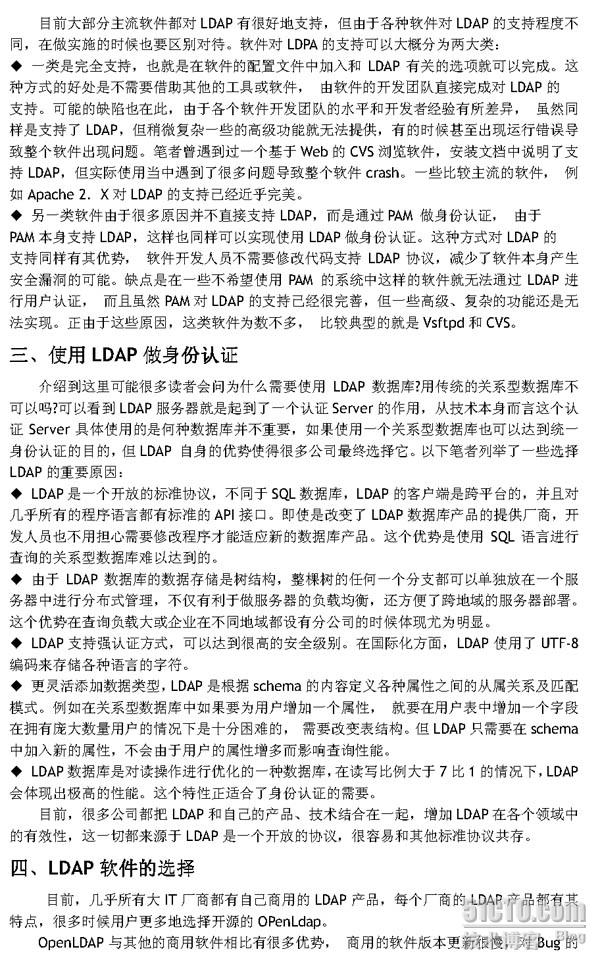 目前大部分主流软件都对 LDAP 有很好地支持，但由于各种软件对 LDAP 的支持程度不
同，在做实施的时候也要区别对待。软件对 LDPA 的支持可以大概分为两大类：
◆ 一类是完全支持，也就是在软件的配置文件中加入和 LDAP 有关的选项就可以完成。这
种方式的好处是不需要借助其他的工具或软件， 由软件的开发团队直接完成对 LDAP 的
支持。可能的缺陷也在此，由于各个软件开发团队的水平和开发者经验有所差异， 虽然同
样是支持了 LDAP，但稍微复杂一些的高级功能就无法提供，有的时候甚至出现运行错误导
致整个软件出现问题。笔者曾遇到过一个基于 Web 的 CVS 浏览软件，安装文档中说明了支
持 LDAP，但实际使用当中遇到了很多问题导致整个软件 crash。一些比较主流的软件， 例
如 Apache 2．X 对 LDAP 的支持己经近乎完美。
◆ 另一类软件由于很多原因并不直接支持 LDAP，而是通过 PAM 做身份认证， 由于
PAM 本身支持 LDAP，这样也同样可以实现使用 LDAP 做身份认证。这种方式对 LDAP 的
支持同样有其优势， 软件开发人员不需要修改代码支持 LDAP 协议，减少了软件本身产生
安全漏洞的可能。缺点是在一些不希望使用 PAM 的系统中这样的软件就无法通过 LDAP 进
行用户认证， 而且虽然 PAM 对 LDAP 的支持己经很完善，但一些高级、复杂的功能还是无
法实现。正由于这些原因，这类软件为数不多， 比较典型的就是 Vsftpd 和 CVS。
三、使用 LDAP 做身份认证
介绍到这里可能很多读者会问为什么需要使用 LDAP 数据库?用传统的关系型数据库不
可以吗?可以看到 LDAP 服务器就是起到了一个认证 Server 的作用，从技术本身而言这个认
证 Server 具体使用的是何种数据库并不重要，如果使用一个关系型数据库也可以达到统一
身份认证的目的，但 LDAP 自身的优势使得很多公司最终选择它。以下笔者列举了一些选择
LDAP 的重要原因：
◆ LDAP 是一个开放的标准协议，不同于 SQL 数据库，LDAP 的客户端是跨平台的，并且对
几乎所有的程序语言都有标准的 API 接口。即使是改变了 LDAP 数据库产品的提供厂商，开
发人员也不用担心需要修改程序才能适应新的数据库产品。这个优势是使用 SQL 语言进行
查询的关系型数据库难以达到的。
◆ 由于 LDAP 数据库的数据存储是树结构，整棵树的任何一个分支都可以单独放在一个服
务器中进行分布式管理，不仅有利于做服务器的负载均衡，还方便了跨地域的服务器部署。
这个优势在查询负载大或企业在不同地域都设有分公司的时候体现尤为明显。
◆ LDAP 支持强认证方式，可以达到很高的安全级别。在国际化方面，LDAP 使用了 UTF-8
编码来存储各种语言的字符。
◆ 更灵活添加数据类型，LDAP 是根据 schema 的内容定义各种属性之间的从属关系及匹配
模式。例如在关系型数据库中如果要为用户增加一个属性， 就要在用户表中增加一个字段
在拥有庞大数量用户的情况下是十分困难的， 需要改变表结构。但 LDAP 只需要在 schema
中加入新的属性，不会由于用户的属性增多而影响查询性能。
◆ LDAP 数据库是对读操作进行优化的一种数据库，在读写比例大于 7 比 1 的情况下，LDAP
会体现出极高的性能。这个特性正适合了身份认证的需要。
目前，很多公司都把 LDAP 和自己的产品、技术结合在一起，增加 LDAP 在各个领域中
的有效性，这一切都来源于 LDAP 是一个开放的协议，很容易和其他标准协议共存。
四、LDAP 软件的选择
目前，几乎所有大 IT 厂商都有自己商用的 LDAP 产品，每个厂商的 LDAP 产品都有其
特点，很多时候用户更多地选择开源的 OPenLdap。
OpenLDAP 与其他的商用软件相比有很多优势， 商用的软件版本更新很慢，对 Bug 的
51CTO.com
技术博客 Blog